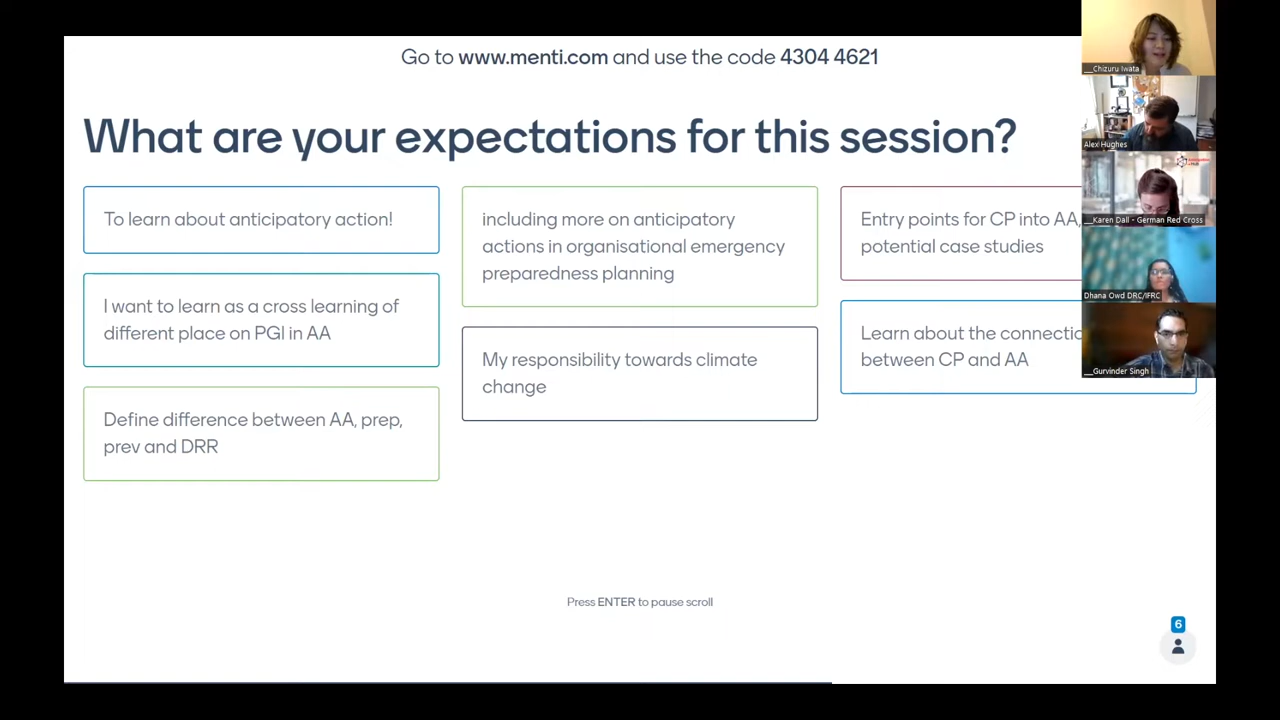 Go to www.menti.com and use the code 4304 4621
What are your expectations for this session?
To learn about anticipatory action!
I want to learn as a cross learning of
different place on PGI in AA
Define difference between AA, prep,
prev and DRR
including more on anticipatory
actions in organisational emergency
preparedness planning
My responsibility towards climate
change
Entry points for CP into AA,
potential case studies
Learn about the
between CP and AA
Press ENTER to pause scroll
6
__Chizuru Iwata
Alex Hughes
__Karen Dall - German Red Cross
Dhana Owd DRC/IFRC
__Gurvinder Singh